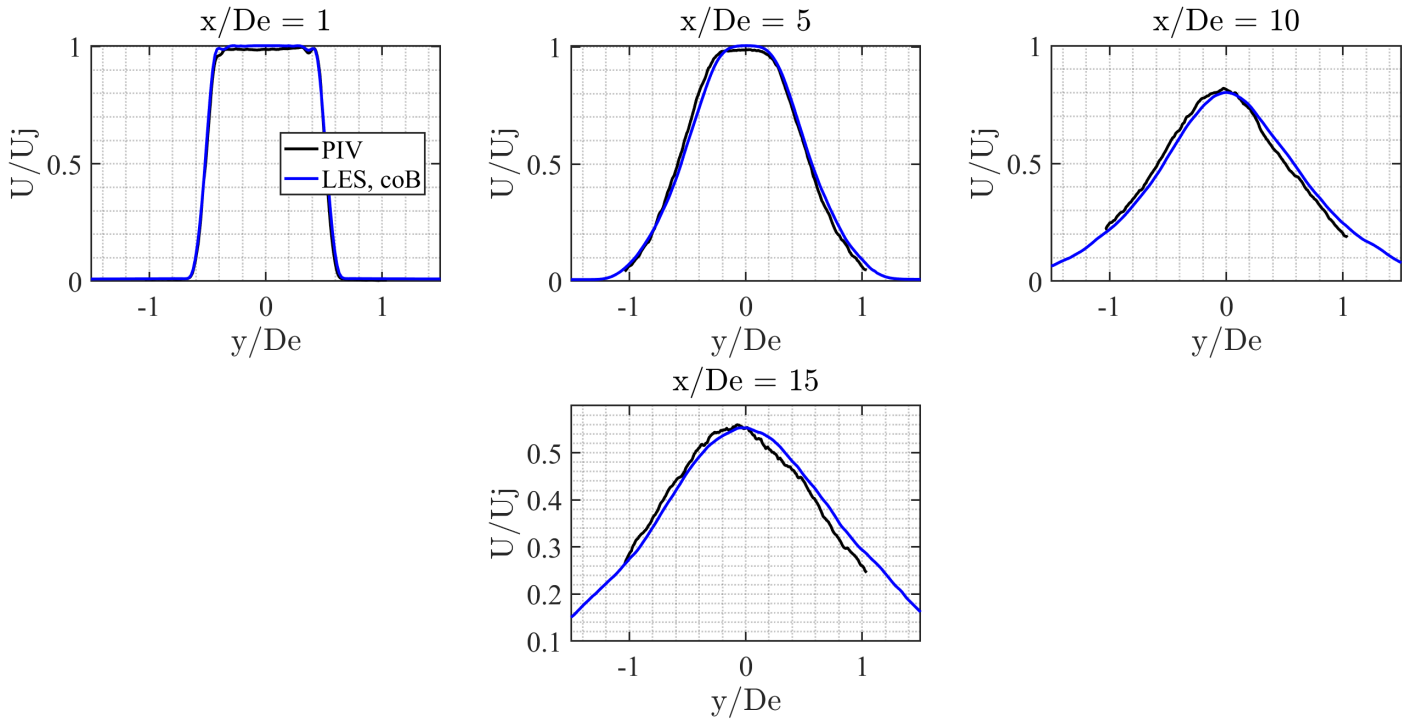 x/De = 1
1
0.5
0
U/Uj
-1
0
1
y/De
PIV
LES, coB
x/De = 5
1
0.5
0
U/Uj
-1
0
1
y/De
x/De = 10
1
0.5
0
U/Uj
-1
0
1
y/De
x/De = 15
0.5
0.4
0.3
0.2
0.1
U/Uj
-1
0
1
y/De